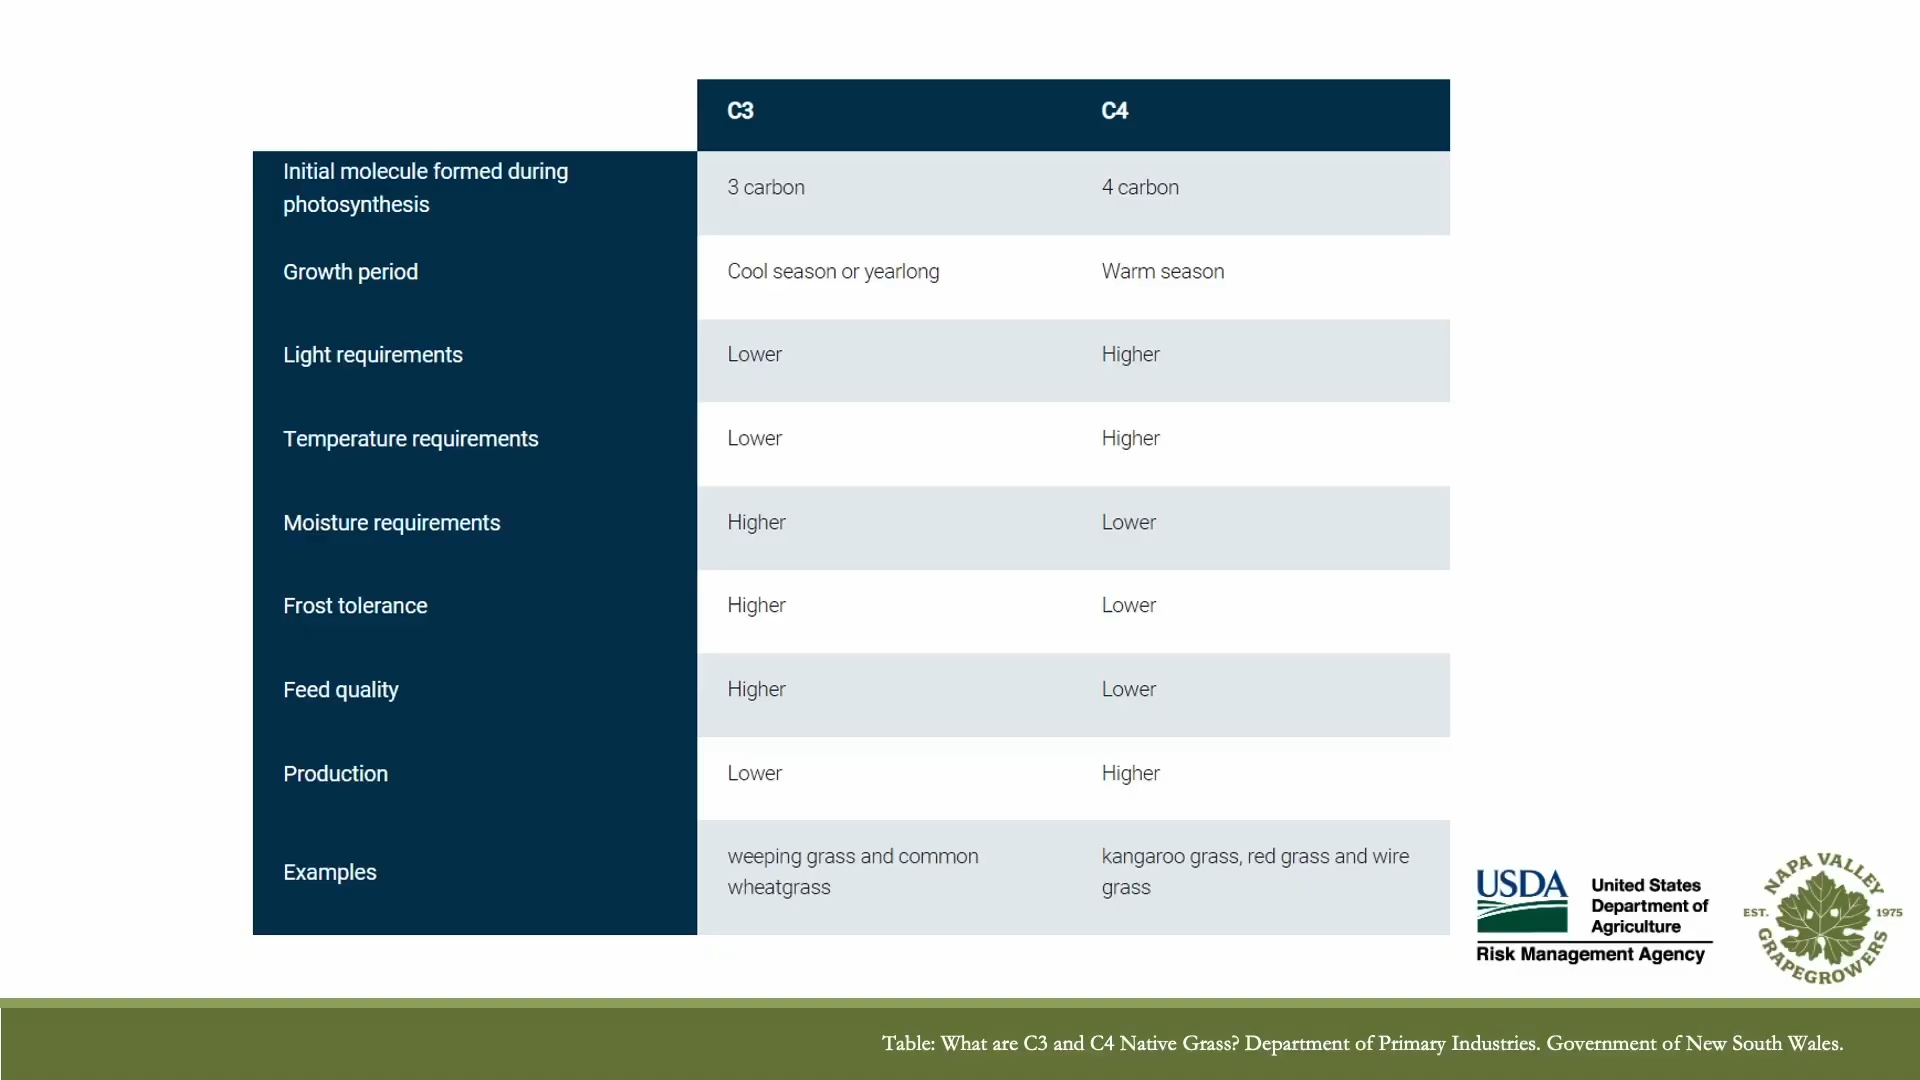 C3 C4
Initial molecule formed during
photosynthesis
3 carbon 4 carbon
Growth period Cool season or yearlong Warm season
Light requirements Lower Higher
Temperature requirements Lower Higher
Moisture requirements Higher Lower
Frost tolerance Higher Lower
Feed quality Higher Lower
Production Lower Higher
Examples
weeping grass and common
wheatgrass
kangaroo grass, red grass and wire
grass
USDA
United States
Department of
Agriculture
Risk Management Agency
NAPA VALLEY
EST. 1975
GRAPEGROWERS
Table: What are C3 and C4 Native Grass? Department of Primary Industries. Government of New South Wales.